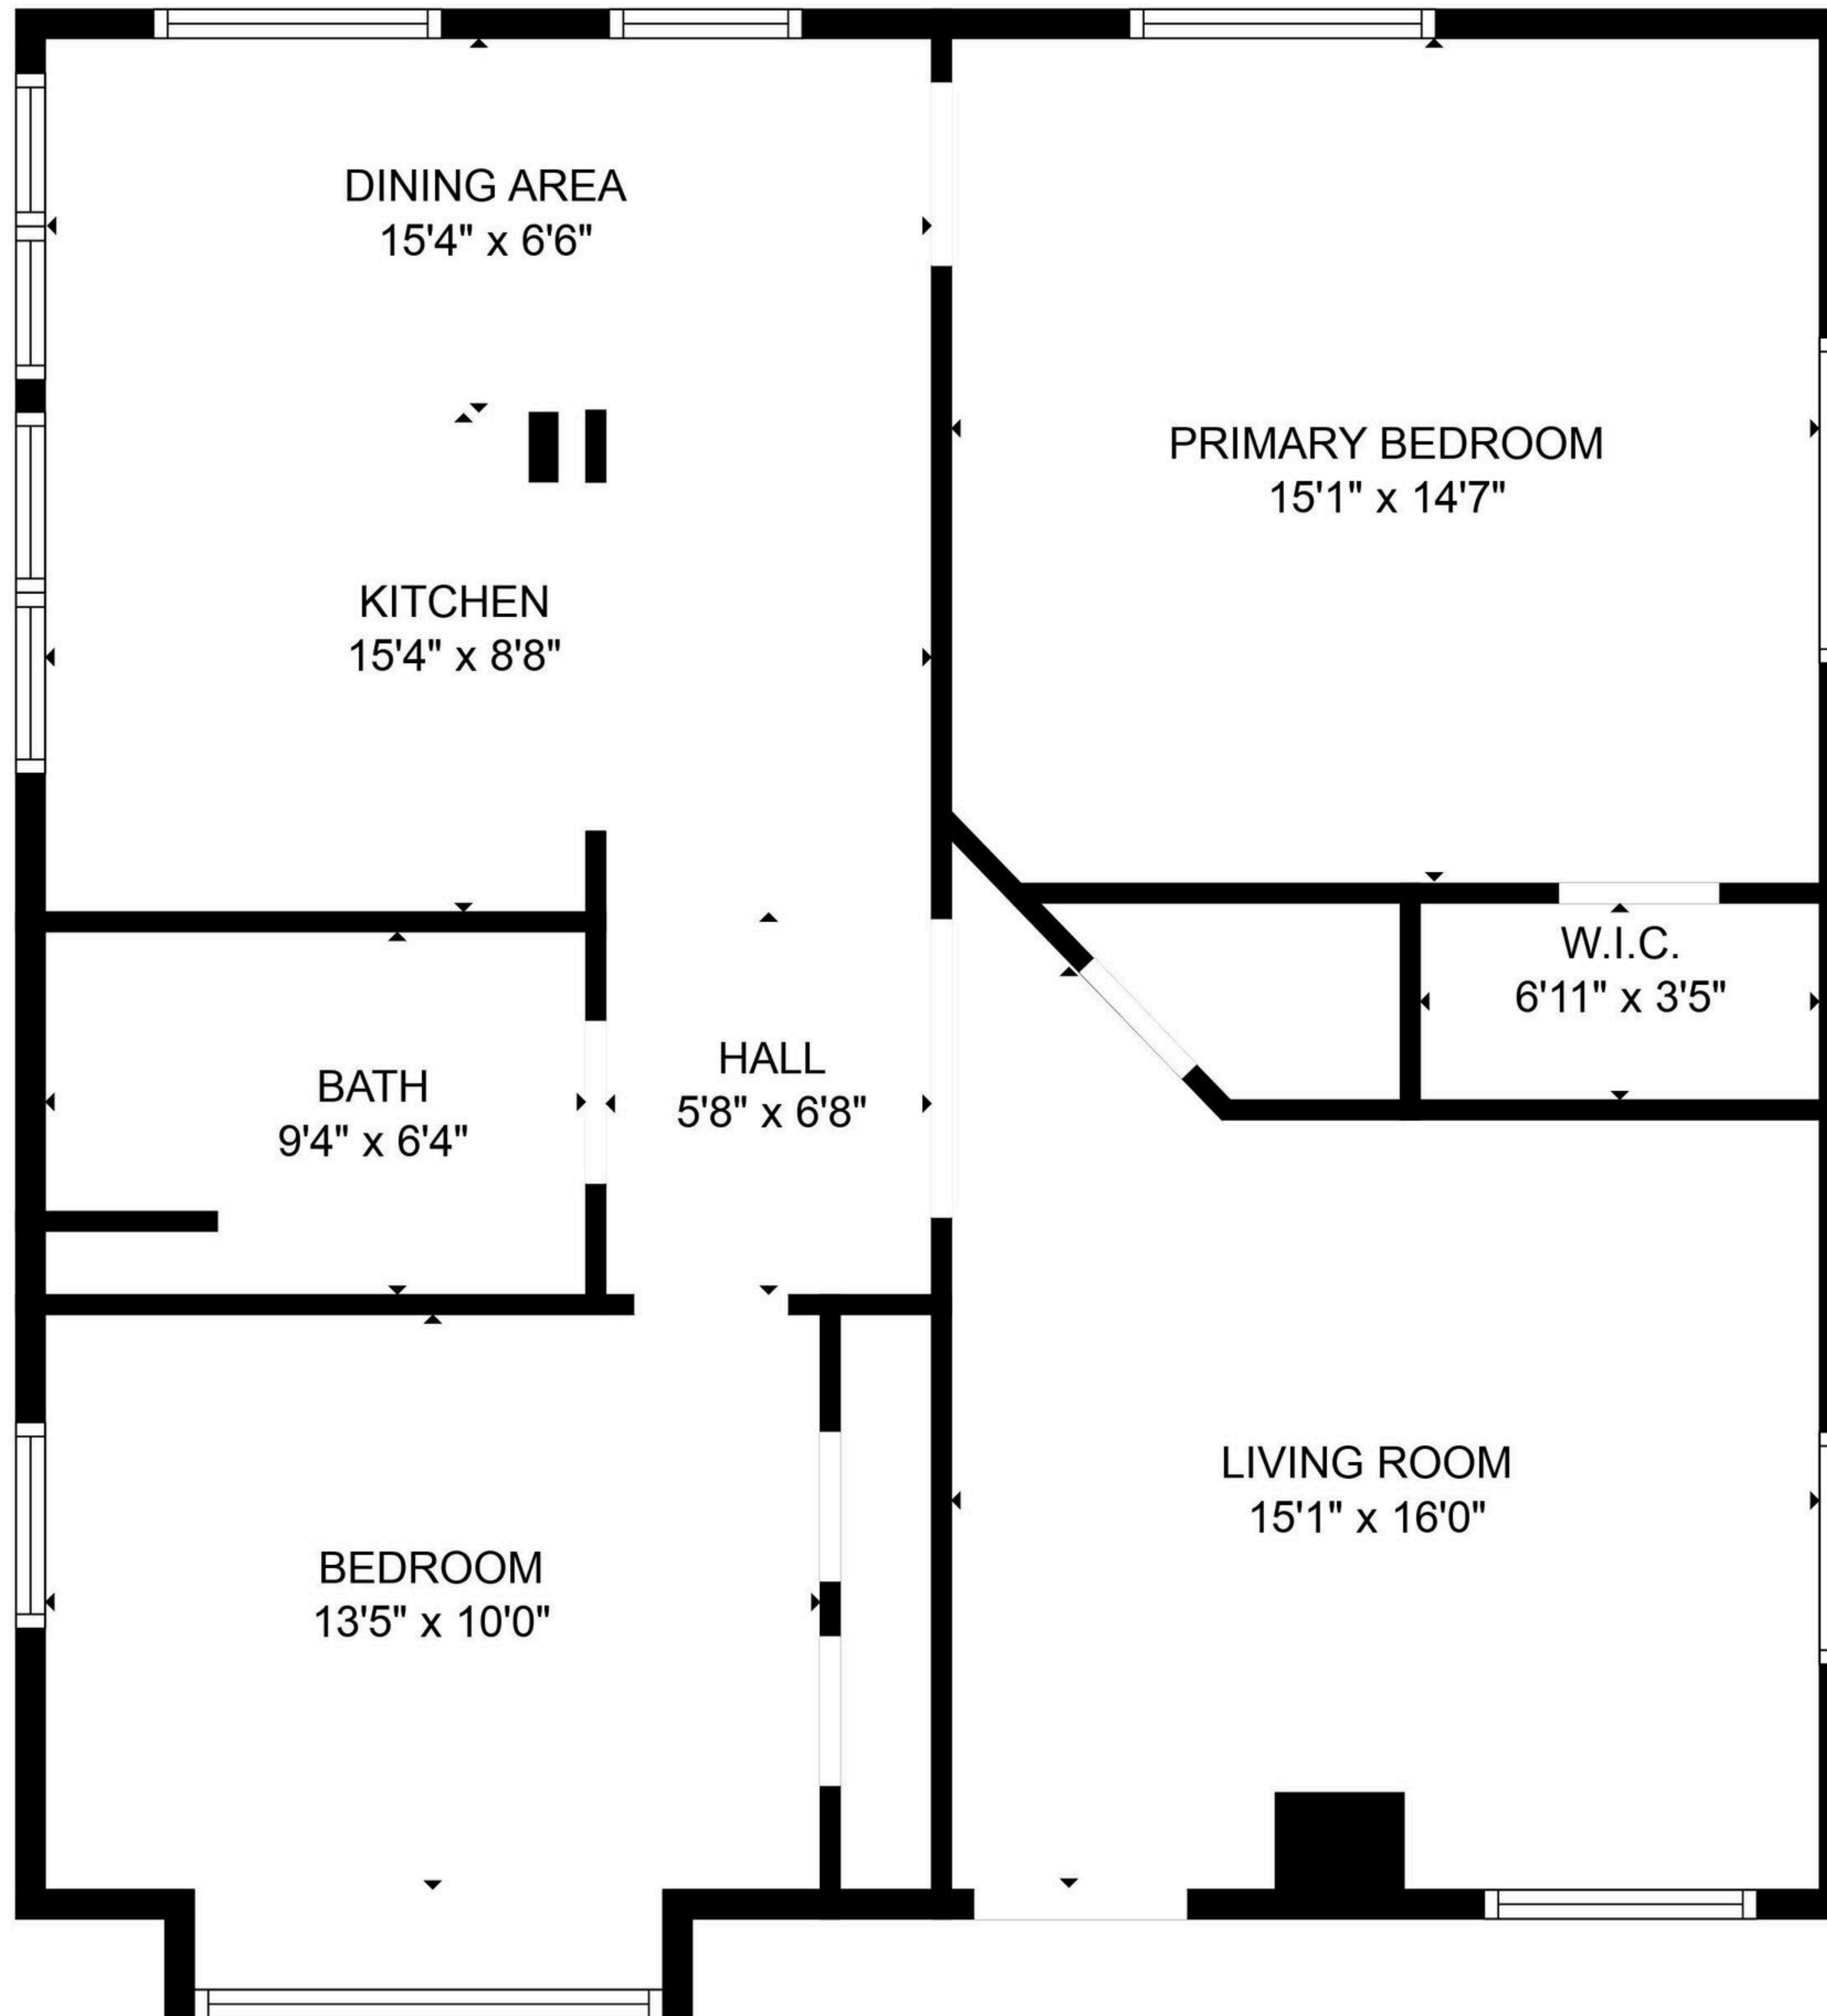 DINING AREA
15'4" x 6'6"
PRIMARY BEDROOM
15'1" x 14'7"
KITCHEN
15'4" x 8'8"
W.I.C.
6'11" x 3'5"
HALL
5'8" x 6'8"
BATH
9'4" x 6'4"
LIVING ROOM
15'1" x 16'0"
BEDROOM
13'5" x 10'0"